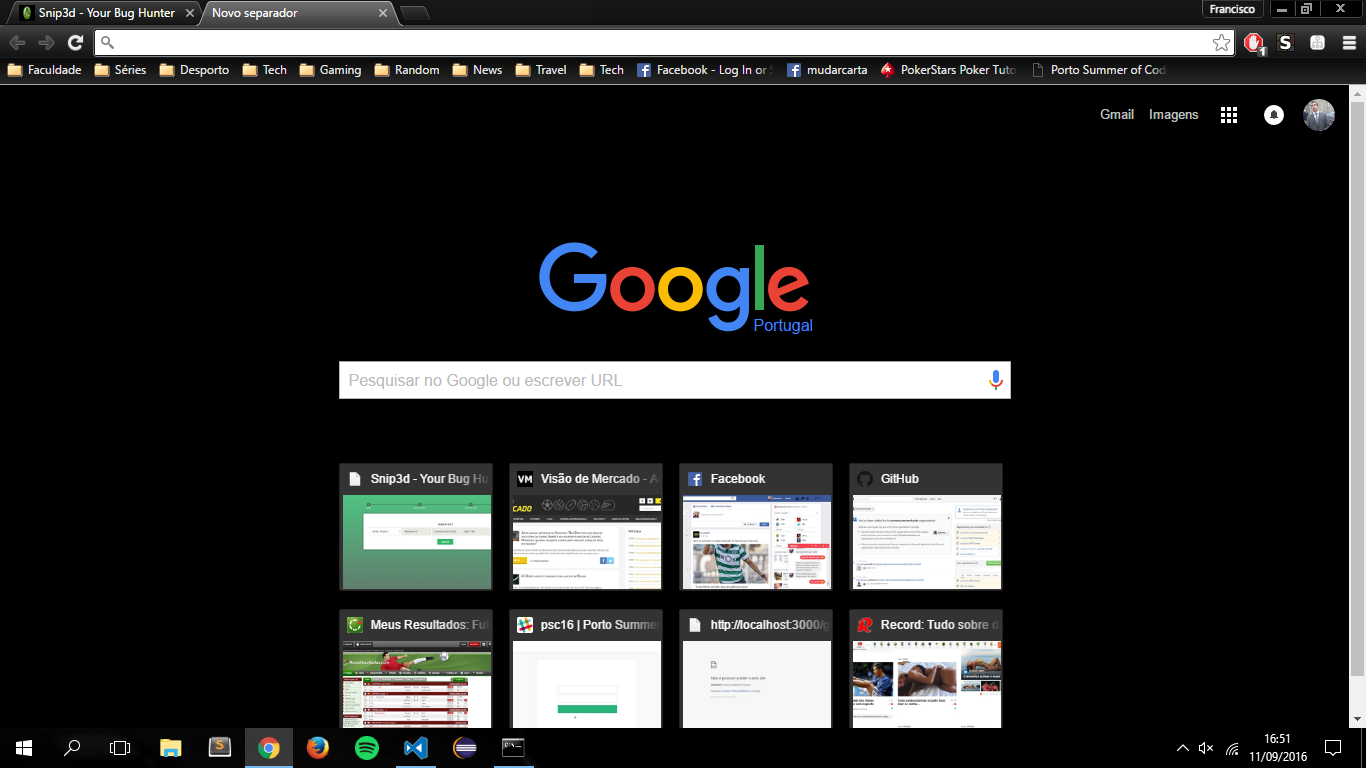 Snip3d - Your Bug Hunter
Novo separador
Francisco
1
S
Faculdade
Séries
Desporto
Tech
Gaming
Random
News
Travel
Tech
Facebook - Log In or
mudarcarta
PokerStars Poker Tuto
Porto Summer of Cod
Gmail
Imagens
Google
Portugal
Pesquisar no Google ou escrever URL
Snip3d - Your Bug Hu
VM
Visão de Mercado - A
Facebook
GitHub
CADO
Meus Resultados: Fut
psc16 | Porto Summer
http://localhost:3000/g
Record: Tudo sobre d
16:51
11/09/2016